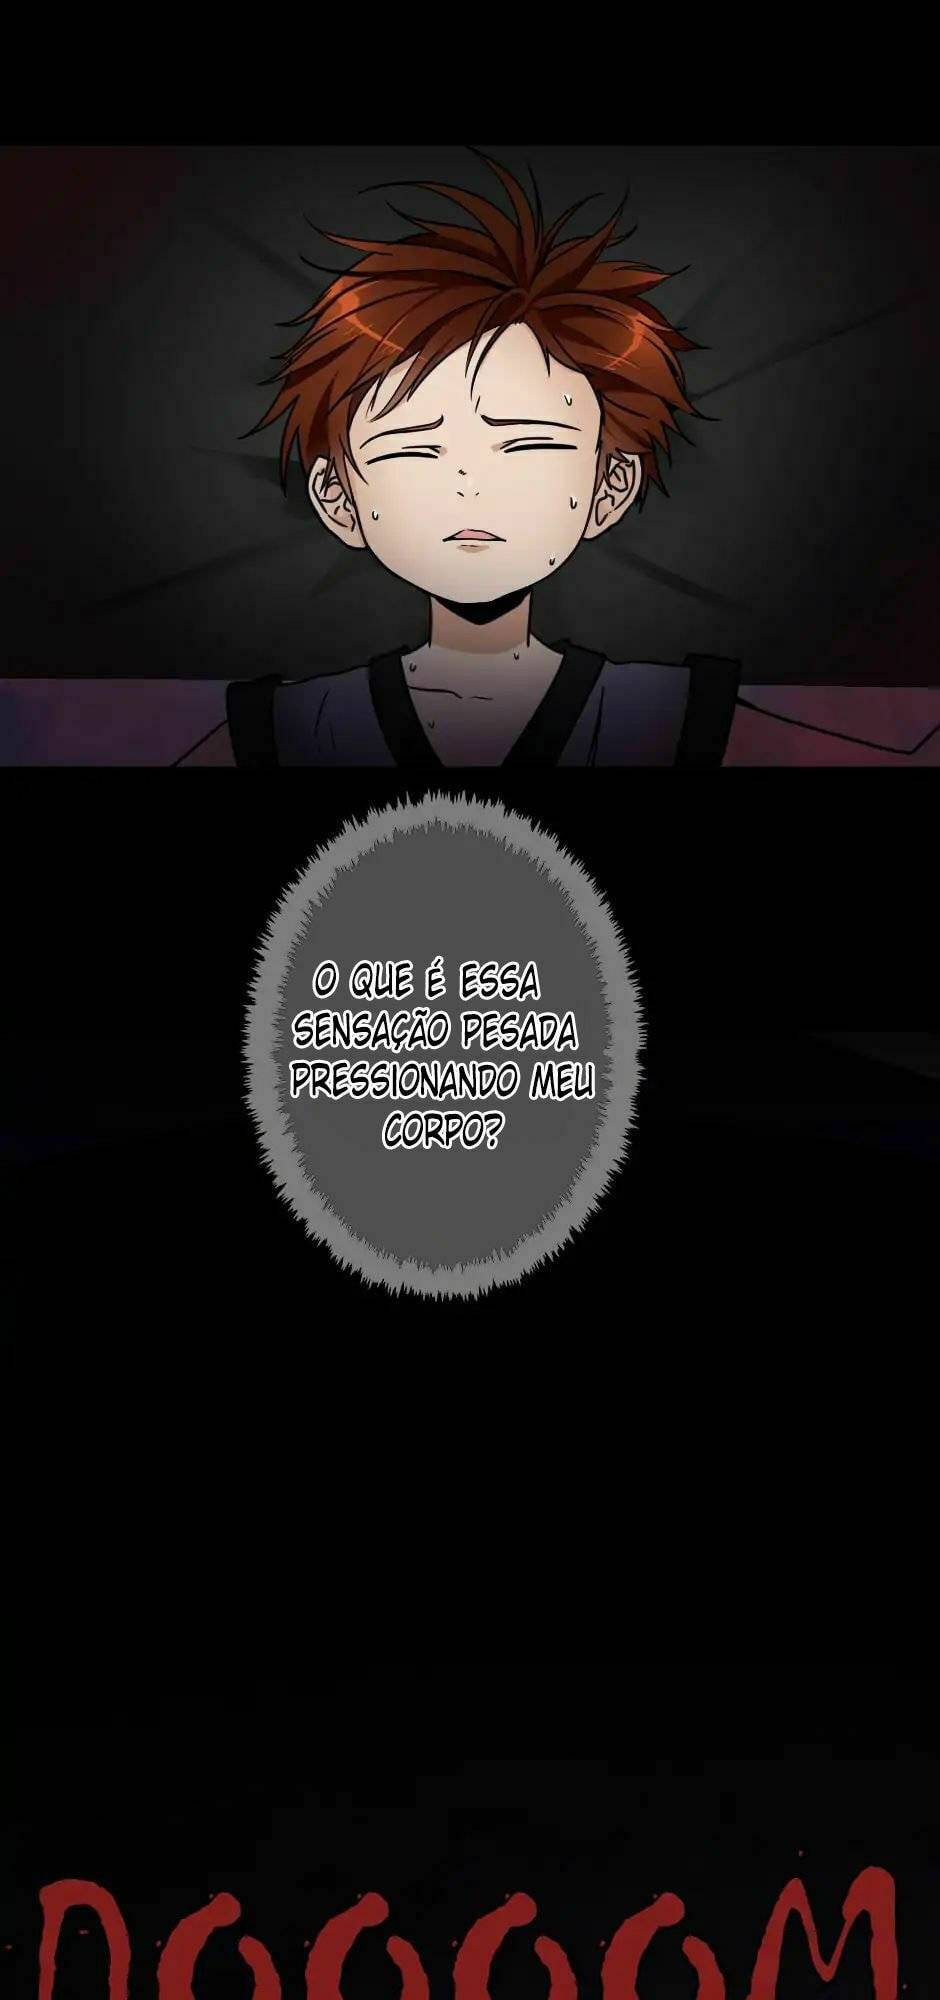 O QUE É ESSA
SENSAÇÃO PESADA
PRESSIONANDO MEU
CORPO?
DOOOOM